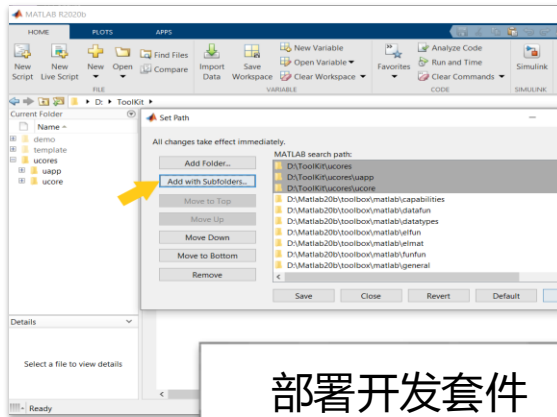 MATLAB R2020b
HOME PLOTS APPS
New Script
New Live Script
New
Open
Find Files
Compare
Import Data
Save Workspace
New Variable
Open Variable
Clear Workspace
Favorites
Analyze Code
Run and Time
Clear Commands
Simulink
FILE VARIABLE CODE SIMULINK
D: ToolKit
Current Folder
Name
demo
template
ucores
uapp
ucore
Details
Select a file to view details
Ready
Set Path
All changes take effect immediately.
MATLAB search path:
Add Folder...
Add with Subfolders...
Move to Top
Move Up
Move Down
Move to Bottom
Remove
D:\ToolKit\ucores
D:\ToolKit\ucores\uapp
D:\ToolKit\ucores\ucore
D:\Matlab20b\toolbox\matlab\capabilities
D:\Matlab20b\toolbox\matlab\datafun
D:\Matlab20b\toolbox\matlab\datatypes
D:\Matlab20b\toolbox\matlab\elfun
D:\Matlab20b\toolbox\matlab\elmat
D:\Matlab20b\toolbox\matlab\funfun
D:\Matlab20b\toolbox\matlab\general
Save Close Revert Default
部署开发套件